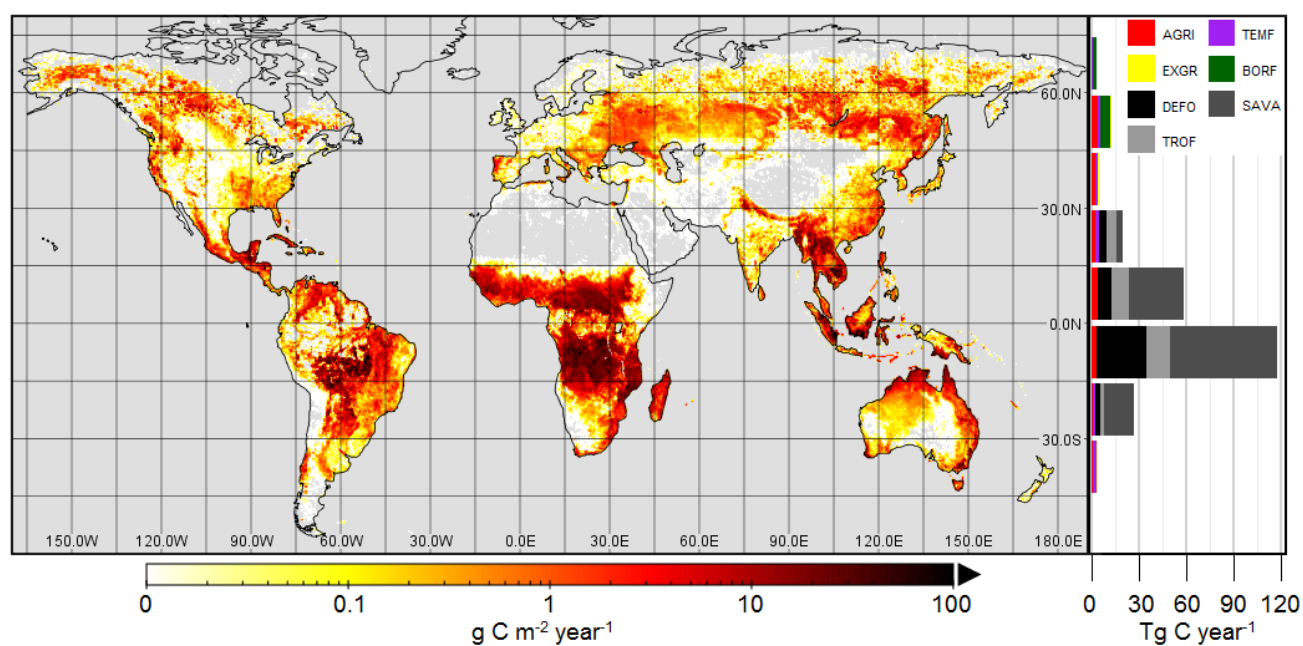 AGRI TEMF
EXGR BORF
DEFO SAVA
TROF
60.0N
30.0N
0.0N
30.0S
150.0W 120.0W 90.0W 60.0W 30.0W 0.0E 30.0E 60.0E 90.0E 120.0E 150.0E 180.0E
0 0.1 1 10 100
g C m⁻² year⁻¹
0 30 60 90 120
Tg C year⁻¹